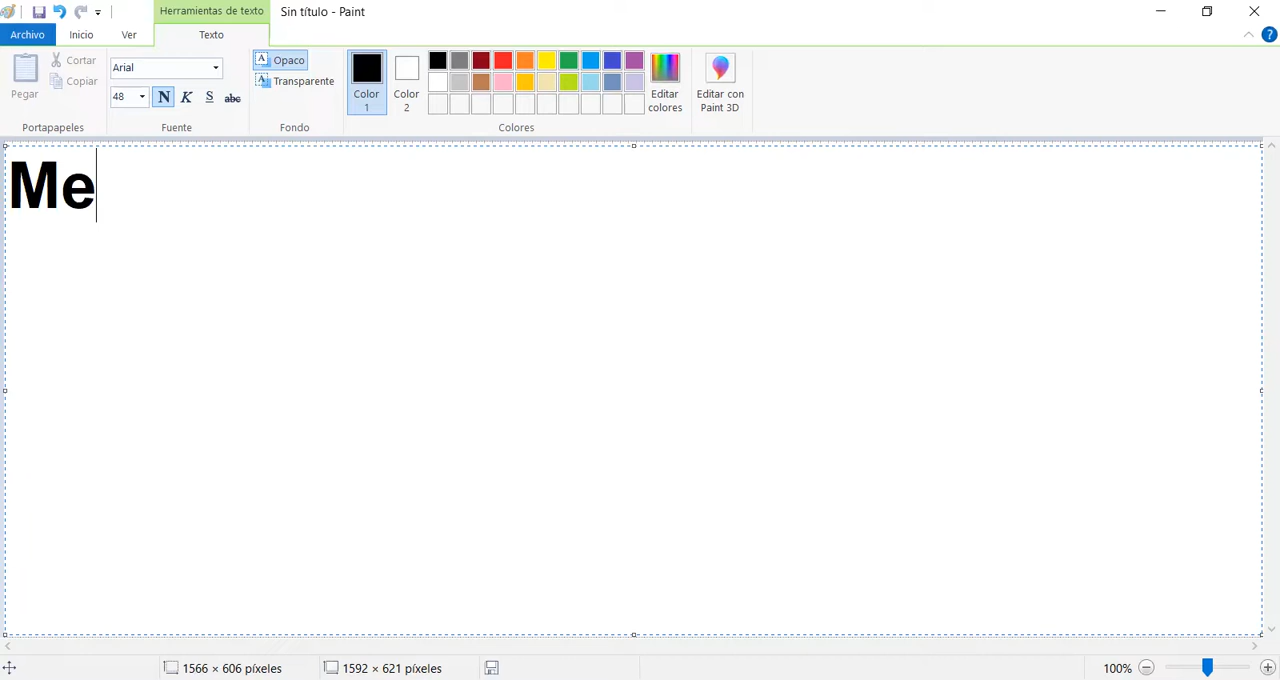 Herramientas de texto Sin título - Paint
Archivo Inicio Ver Texto
Pegar Cortar Copiar
Arial
48 N K S abc
Opaco
Transparente
Color 1 Color 2
Editar colores
Editar con Paint 3D
Portapapeles Fuente Fondo Colores
Me
1566 × 606 píxeles 1592 × 621 píxeles 100%